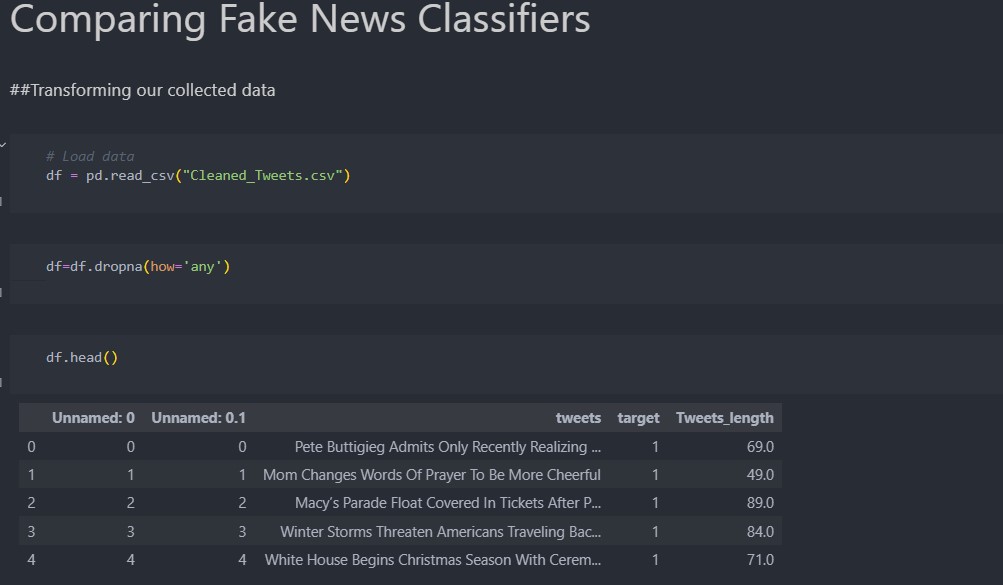 Comparing Fake News Classifiers
##Transforming our collected data
# Load data
df = pd.read_csv("Cleaned_Tweets.csv")
df=df.dropna(how='any')
df.head()
Unnamed: 0 Unnamed: 0.1 tweets target Tweets_length
0 0 0 Pete Buttigieg Admits Only Recently Realizing ... 1 69.0
1 1 1 Mom Changes Words Of Prayer To Be More Cheerful 1 49.0
2 2 2 Macy’s Parade Float Covered In Tickets After P... 1 89.0
3 3 3 Winter Storms Threaten Americans Traveling Bac... 1 84.0
4 4 4 White House Begins Christmas Season With Cerem... 1 71.0